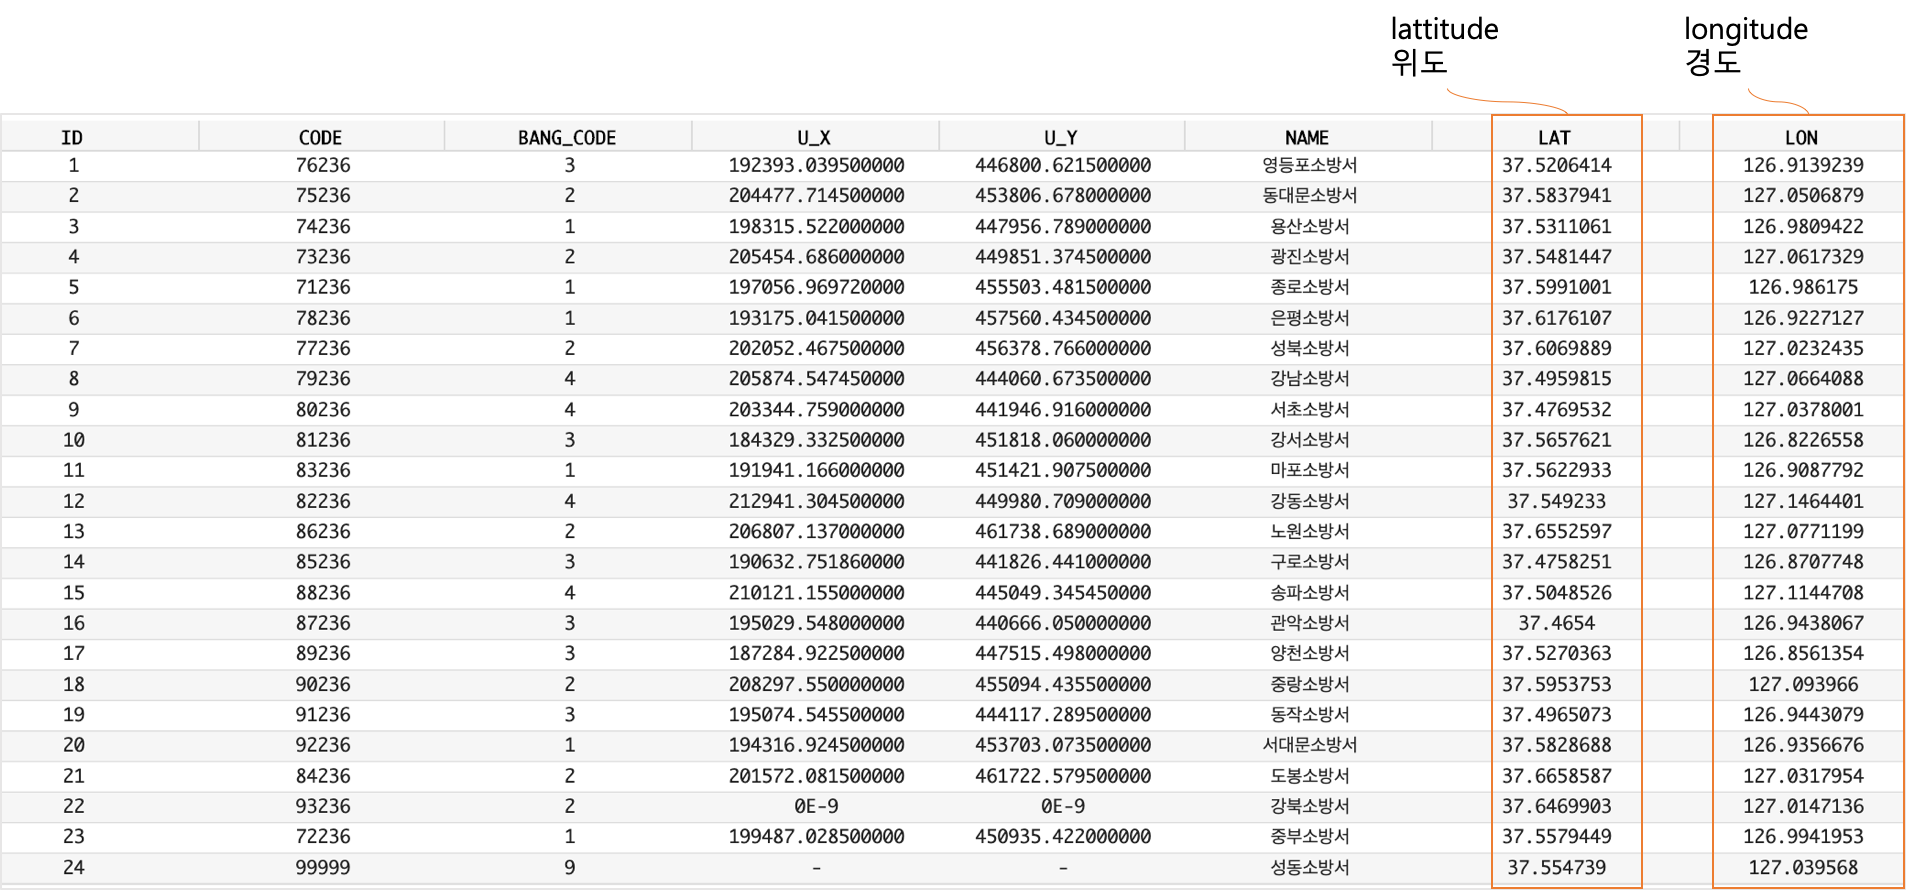 lattitude
위도
longitude
경도
ID CODE BANG_CODE U_X U_Y NAME LAT LON
1 76236 3 192393.039500000 446800.621500000 영등포소방서 37.5206414 126.9139239
2 75236 2 204477.714500000 453806.678000000 동대문소방서 37.5837941 127.0506879
3 74236 1 198315.522000000 447956.789000000 용산소방서 37.5311061 126.9809422
4 73236 2 205454.686000000 449851.374500000 광진소방서 37.5481447 127.0617329
5 71236 1 197056.969720000 455503.481500000 종로소방서 37.5991001 126.986175
6 78236 1 193175.041500000 457560.434500000 은평소방서 37.6176107 126.9227127
7 77236 2 202052.467500000 456378.766000000 성북소방서 37.6069889 127.0232435
8 79236 4 205874.547450000 444060.673500000 강남소방서 37.4959815 127.0664088
9 80236 4 203344.759000000 441946.916000000 서초소방서 37.4769532 127.0378001
10 81236 3 184329.332500000 451818.060000000 강서소방서 37.5657621 126.8226558
11 83236 1 191941.166000000 451421.907500000 마포소방서 37.5622933 126.9087792
12 82236 4 212941.304500000 449980.709000000 강동소방서 37.549233 127.1464401
13 86236 2 206807.137000000 461738.689000000 노원소방서 37.6552597 127.0771199
14 85236 3 190632.751860000 441826.441000000 구로소방서 37.4758251 126.8707748
15 88236 4 210121.155000000 445049.345450000 송파소방서 37.5048526 127.1144708
16 87236 3 195029.548000000 440666.050000000 관악소방서 37.4654 126.9438067
17 89236 3 187284.922500000 447515.498000000 양천소방서 37.5270363 126.8561354
18 90236 2 208297.550000000 455094.435500000 중랑소방서 37.5953753 127.093966
19 91236 3 195074.545500000 444117.289500000 동작소방서 37.4965073 126.9443079
20 92236 1 194316.924500000 453703.073500000 서대문소방서 37.5828688 126.9356676
21 84236 2 201572.081500000 461722.579500000 도봉소방서 37.6658587 127.0317954
22 93236 2 0E-9 0E-9 강북소방서 37.6469903 127.0147136
23 72236 1 199487.028500000 450935.422000000 중부소방서 37.5579449 126.9941953
24 99999 9 - - 성동소방서 37.554739 127.039568